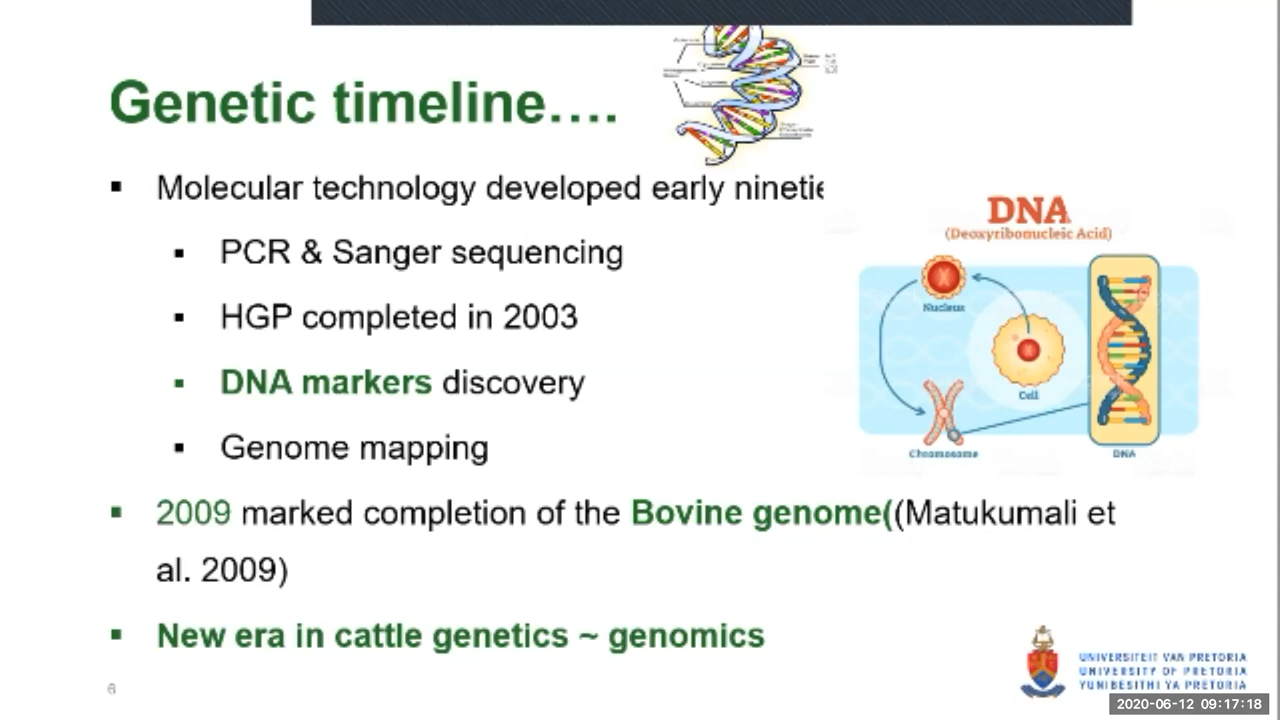 Genetic timeline….
▪ Molecular technology developed early ninetie
▪ PCR & Sanger sequencing
▪ HGP completed in 2003
▪ DNA markers discovery
▪ Genome mapping
▪ 2009 marked completion of the Bovine genome((Matukumali et
al. 2009)
▪ New era in cattle genetics ~ genomics
DNA
(Deoxyribonucleic Acid)
Nucleus
Cell
Chromosome
DNA
6
UNIVERSITEIT VAN PRETORIA
UNIVERSITY OF PRETORIA
YUNIBESITHI YA PRETORIA
2020-06-12 09:17:18